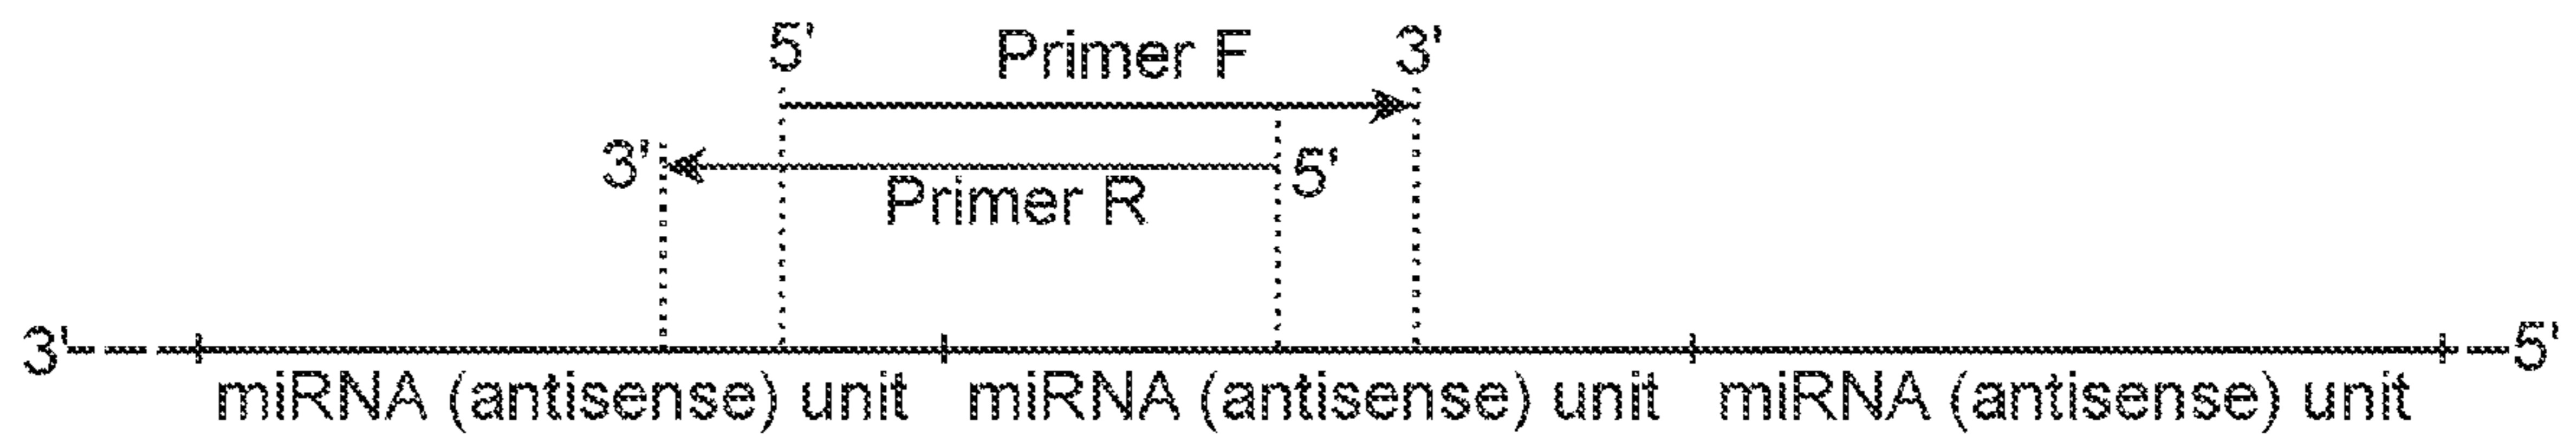 5' Primer F 3'
3' 5'
Primer R
3' 5'
miRNA (antisense) unit miRNA (antisense) unit miRNA (antisense) unit